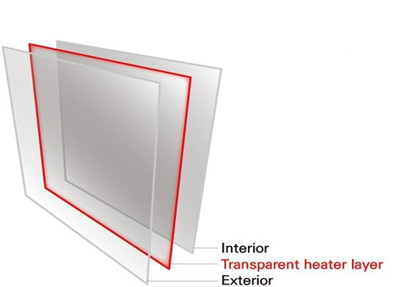 Interior
Transparent heater layer
Exterior